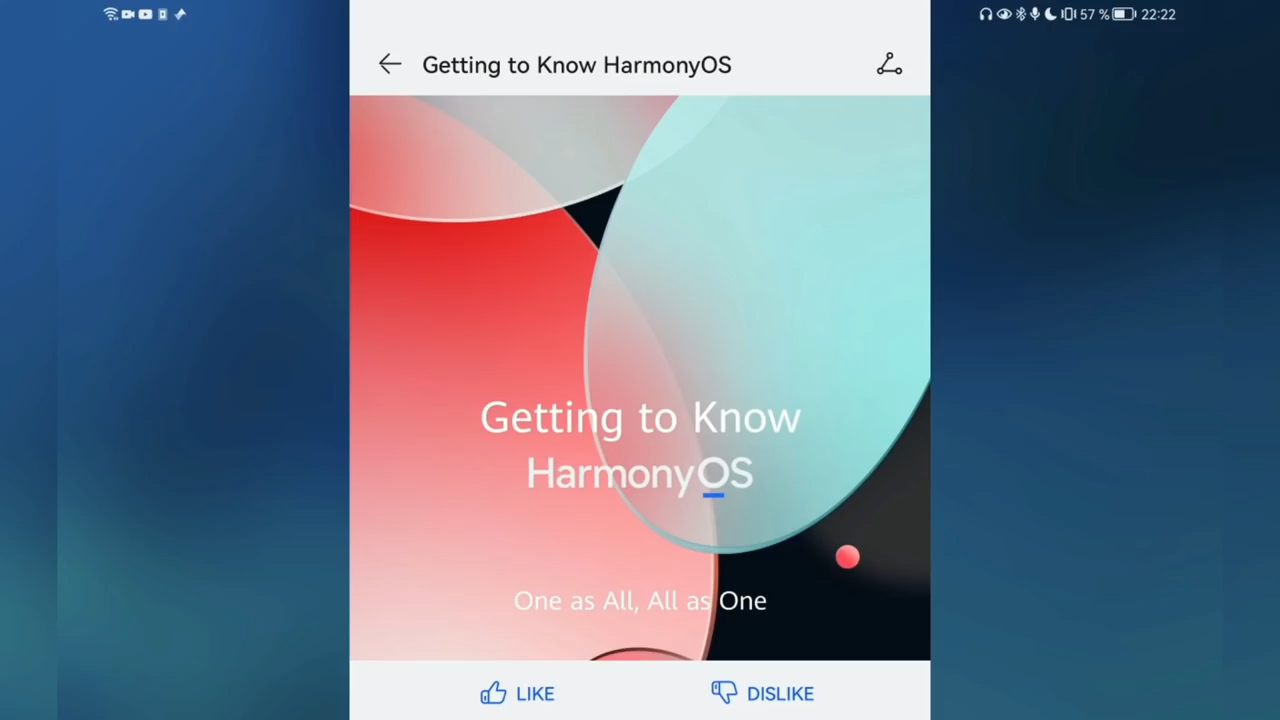 57 % 22:22
Getting to Know HarmonyOS
Getting to Know
HarmonyOS
One as All, All as One
LIKE
DISLIKE